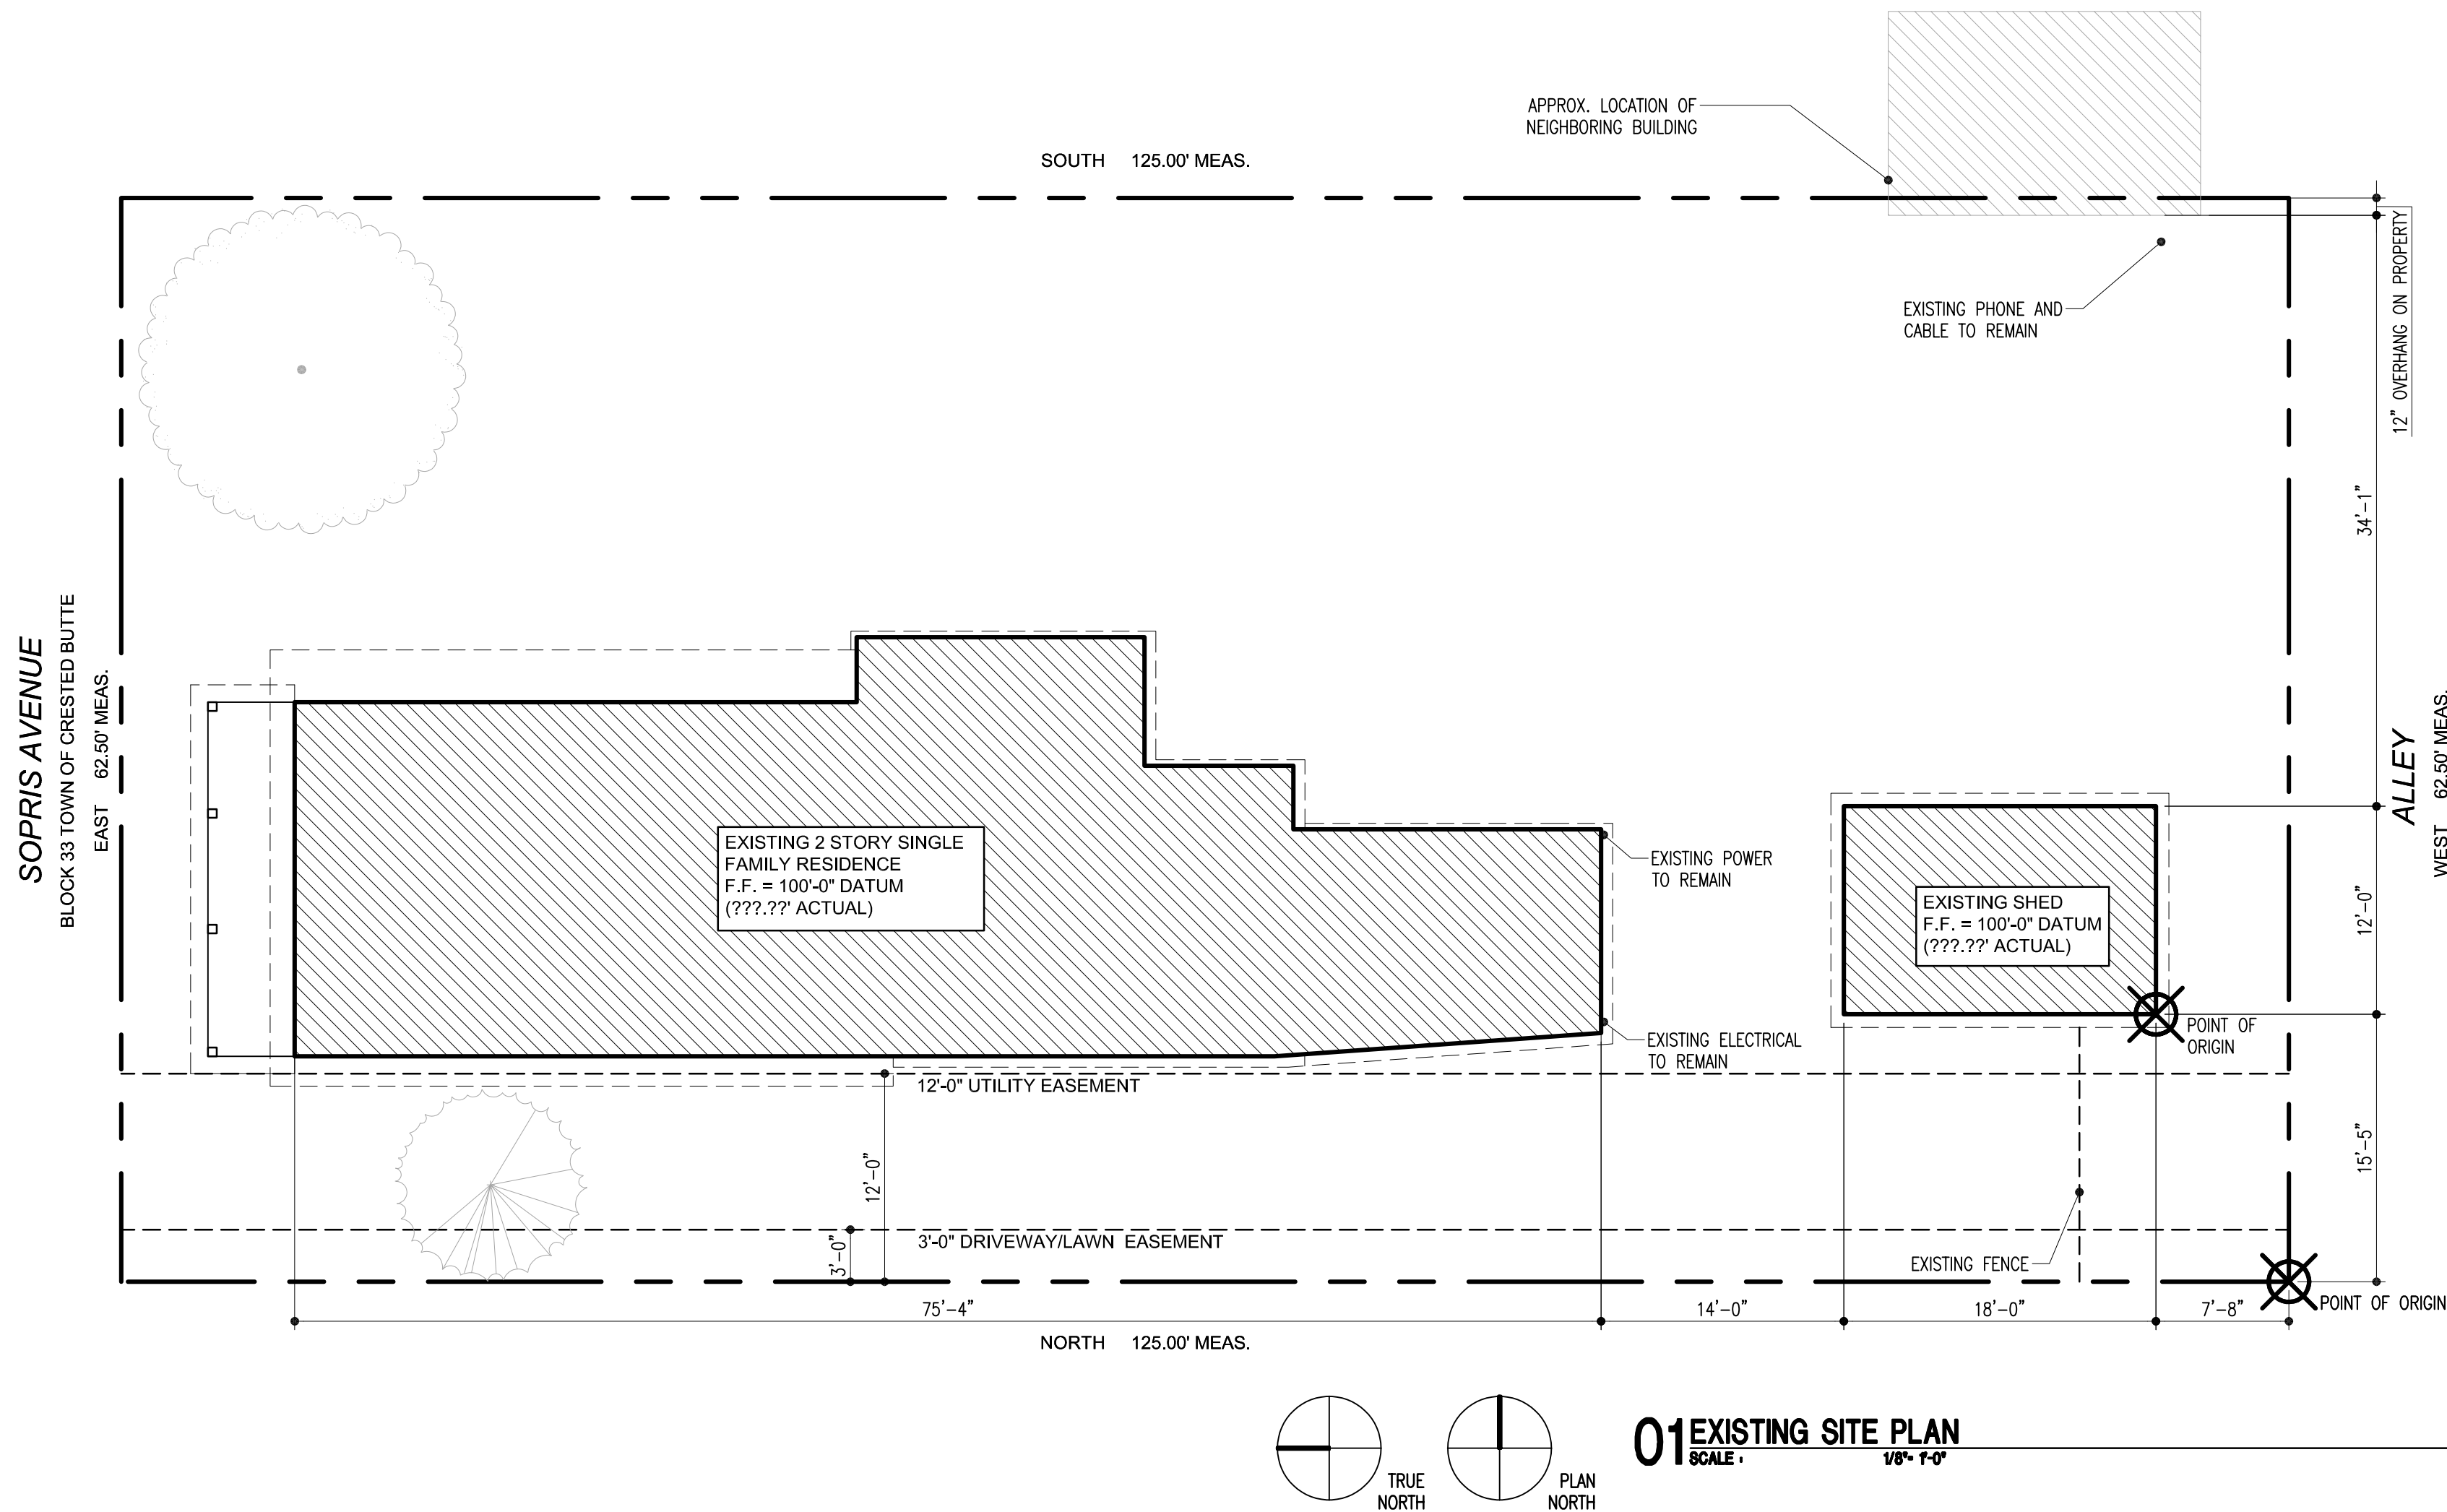 APPROX. LOCATION OF
NEIGHBORING BUILDING
SOUTH 125.00' MEAS.
12" OVERHANG ON PROPERTY
EXISTING PHONE AND
CABLE TO REMAIN
34'-1"
SOPRIS AVENUE
BLOCK 33 TOWN OF CRESTED BUTTE
EAST 62.50' MEAS.
ALLEY
WEST 62.50' MEAS.
EXISTING 2 STORY SINGLE
FAMILY RESIDENCE
F.F. = 100'-0" DATUM
(???.??' ACTUAL)
EXISTING POWER
TO REMAIN
EXISTING SHED
F.F. = 100'-0" DATUM
(???.??' ACTUAL)
12'-0"
POINT OF
ORIGIN
EXISTING ELECTRICAL
TO REMAIN
12'-0" UTILITY EASEMENT
12'-0"
15'-5"
3'-0"
3'-0" DRIVEWAY/LAWN EASEMENT
EXISTING FENCE
POINT OF ORIGIN
75'-4"
14'-0"
18'-0"
7'-8"
NORTH 125.00' MEAS.
TRUE
NORTH
PLAN
NORTH
01 EXISTING SITE PLAN
SCALE : 1/8"= 1'-0"